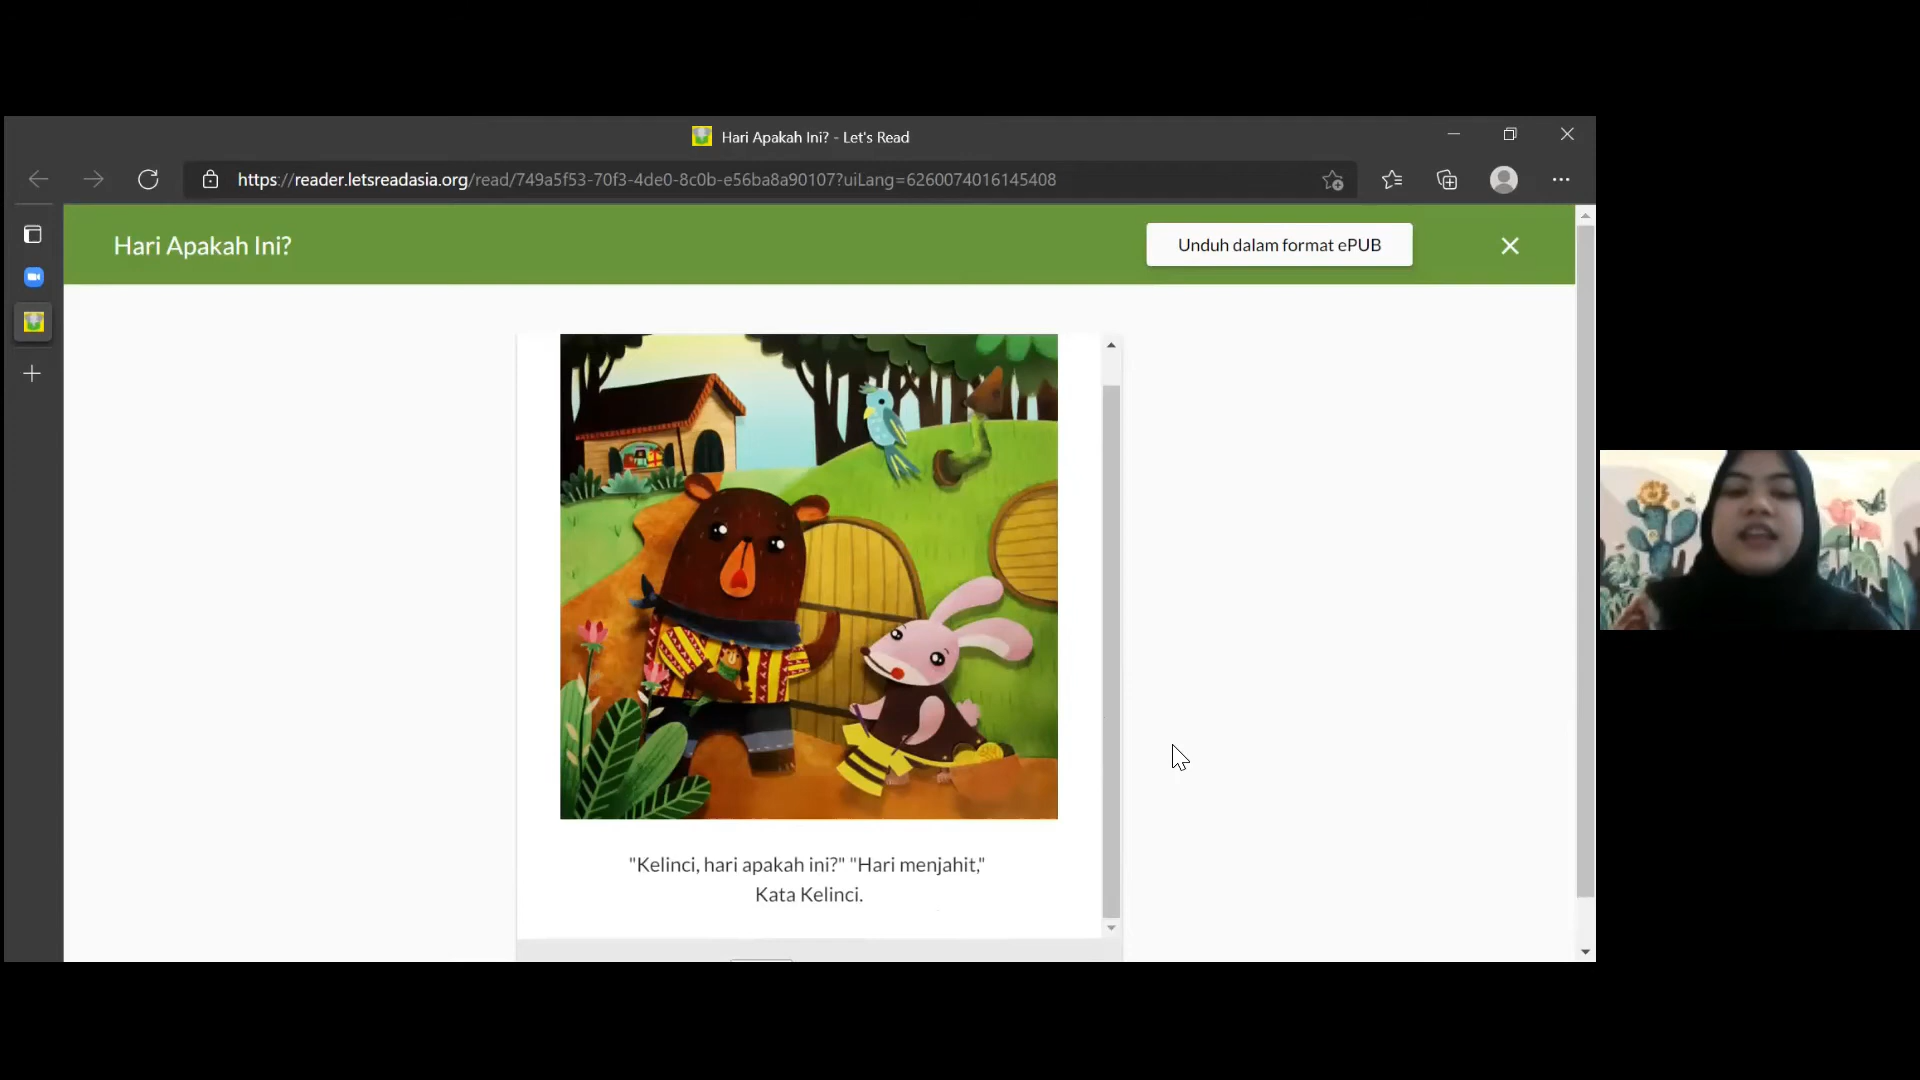 Hari Apakah Ini? - Let's Read
https://reader.letsreadasia.org/read/749a5f53-70f3-4de0-8c0b-e56ba8a90107?uiLang=6260074016145408
Hari Apakah Ini?
Unduh dalam format ePUB
"Kelinci, hari apakah ini?" "Hari menjahit,"
Kata Kelinci.